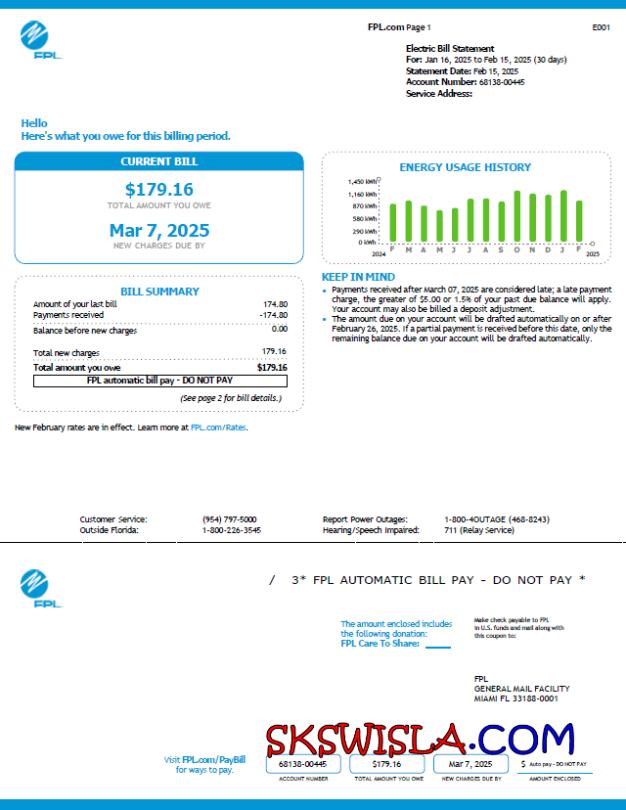 FPL.com Page 1
E001
FPL
Electric Bill Statement
For: Jan 16, 2025 to Feb 15, 2025 (30 days)
Statement Date: Feb 15, 2025
Account Number: 68138-00445
Service Address:
Hello
Here's what you owe for this billing period.
CURRENT BILL
$179.16
TOTAL AMOUNT YOU OWE
Mar 7, 2025
NEW CHARGES DUE BY
ENERGY USAGE HISTORY
1,450 kWh
1,160 kWh
870 kWh
580 kWh
290 kWh
0 kWh
F M A M J J A S O N D J F
2024 2025
BILL SUMMARY
Amount of your last bill 174.80
Payments received -174.80
Balance before new charges 0.00
Total new charges 179.16
Total amount you owe $179.16
FPL automatic bill pay - DO NOT PAY
(See page 2 for bill details.)
KEEP IN MIND
• Payments received after March 07, 2025 are considered late; a late payment
charge, the greater of $5.00 or 1.5% of your past due balance will apply.
Your account may also be billed a deposit adjustment.
• The amount due on your account will be drafted automatically on or after
February 26, 2025. If a partial payment is received before this date, only the
remaining balance due on your account will be drafted automatically.
New February rates are in effect. Learn more at FPL.com/Rates.
Customer Service: (954) 797-5000
Outside Florida: 1-800-226-3545
Report Power Outages: 1-800-4OUTAGE (468-8243)
Hearing/Speech Impaired: 711 (Relay Service)
/ 3* FPL AUTOMATIC BILL PAY - DO NOT PAY *
FPL
The amount enclosed includes
the following donation:
FPL Care To Share:
Make check payable to FPL
in U.S. funds and mail along with
this coupon to:
FPL
GENERAL MAIL FACILITY
MIAMI FL 33188-0001
SKSWISLA.COM
Visit FPL.com/PayBill
for ways to pay.
68138-00445
ACCOUNT NUMBER
$179.16
TOTAL AMOUNT YOU OWE
Mar 7, 2025
NEW CHARGES DUE BY
$ Auto pay - DO NOT PAY
AMOUNT ENCLOSED